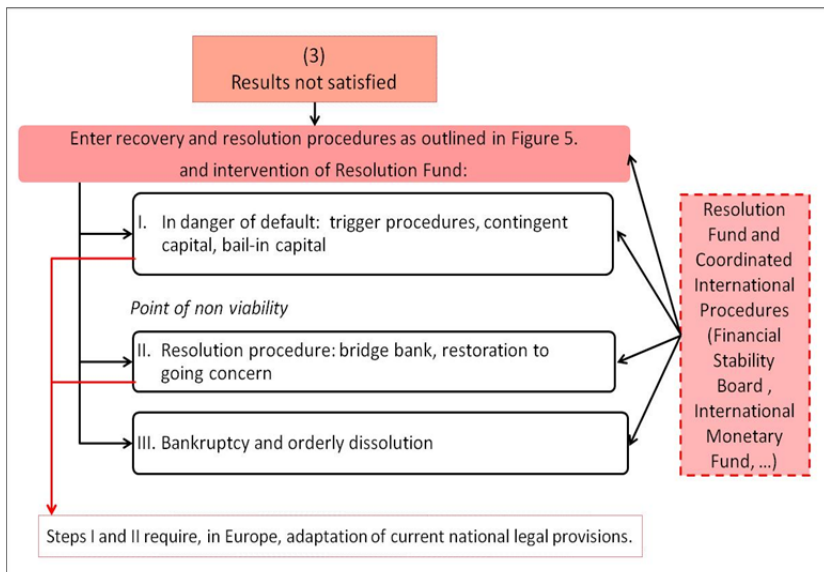 (3)
Results not satisfied
Enter recovery and resolution procedures as outlined in Figure 5.
and intervention of Resolution Fund:
I. In danger of default: trigger procedures, contingent
capital, bail-in capital
Point of non viability
II. Resolution procedure: bridge bank, restoration to
going concern
III. Bankruptcy and orderly dissolution
Resolution
Fund and
Coordinated
International
Procedures
(Financial
Stability
Board ,
International
Monetary
Fund, ...)
Steps I and II require, in Europe, adaptation of current national legal provisions.